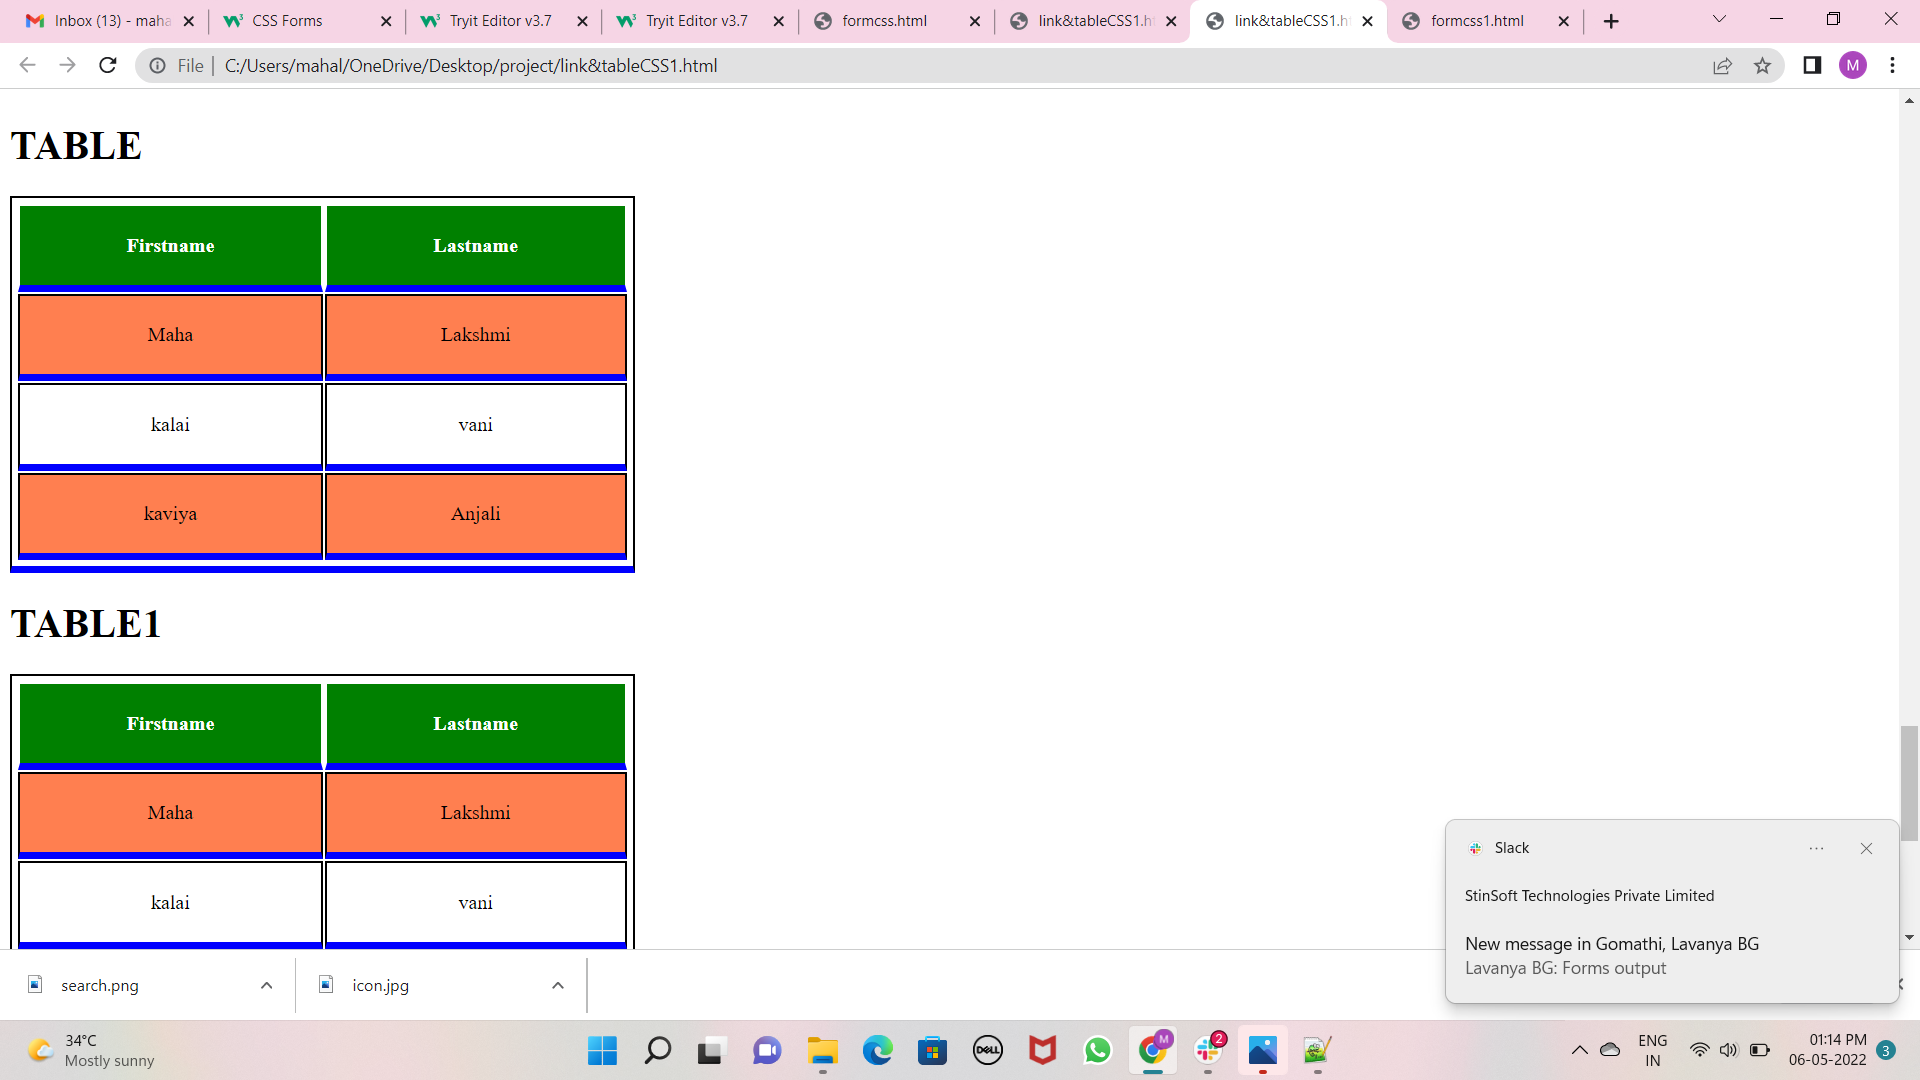 Inbox (13) - maha
CSS Forms
Tryit Editor v3.7
Tryit Editor v3.7
formcss.html
link&tableCSS1.h
link&tableCSS1.h
formcss1.html
File | C:/Users/mahal/OneDrive/Desktop/project/link&tableCSS1.html
M
TABLE
Firstname Lastname
Maha Lakshmi
kalai vani
kaviya Anjali
TABLE1
Firstname Lastname
Maha Lakshmi
kalai vani
Slack
StinSoft Technologies Private Limited
New message in Gomathi, Lavanya BG
Lavanya BG: Forms output
search.png
icon.jpg
34°C
Mostly sunny
DELL
M
2
ENG
IN
01:14 PM
06-05-2022
3